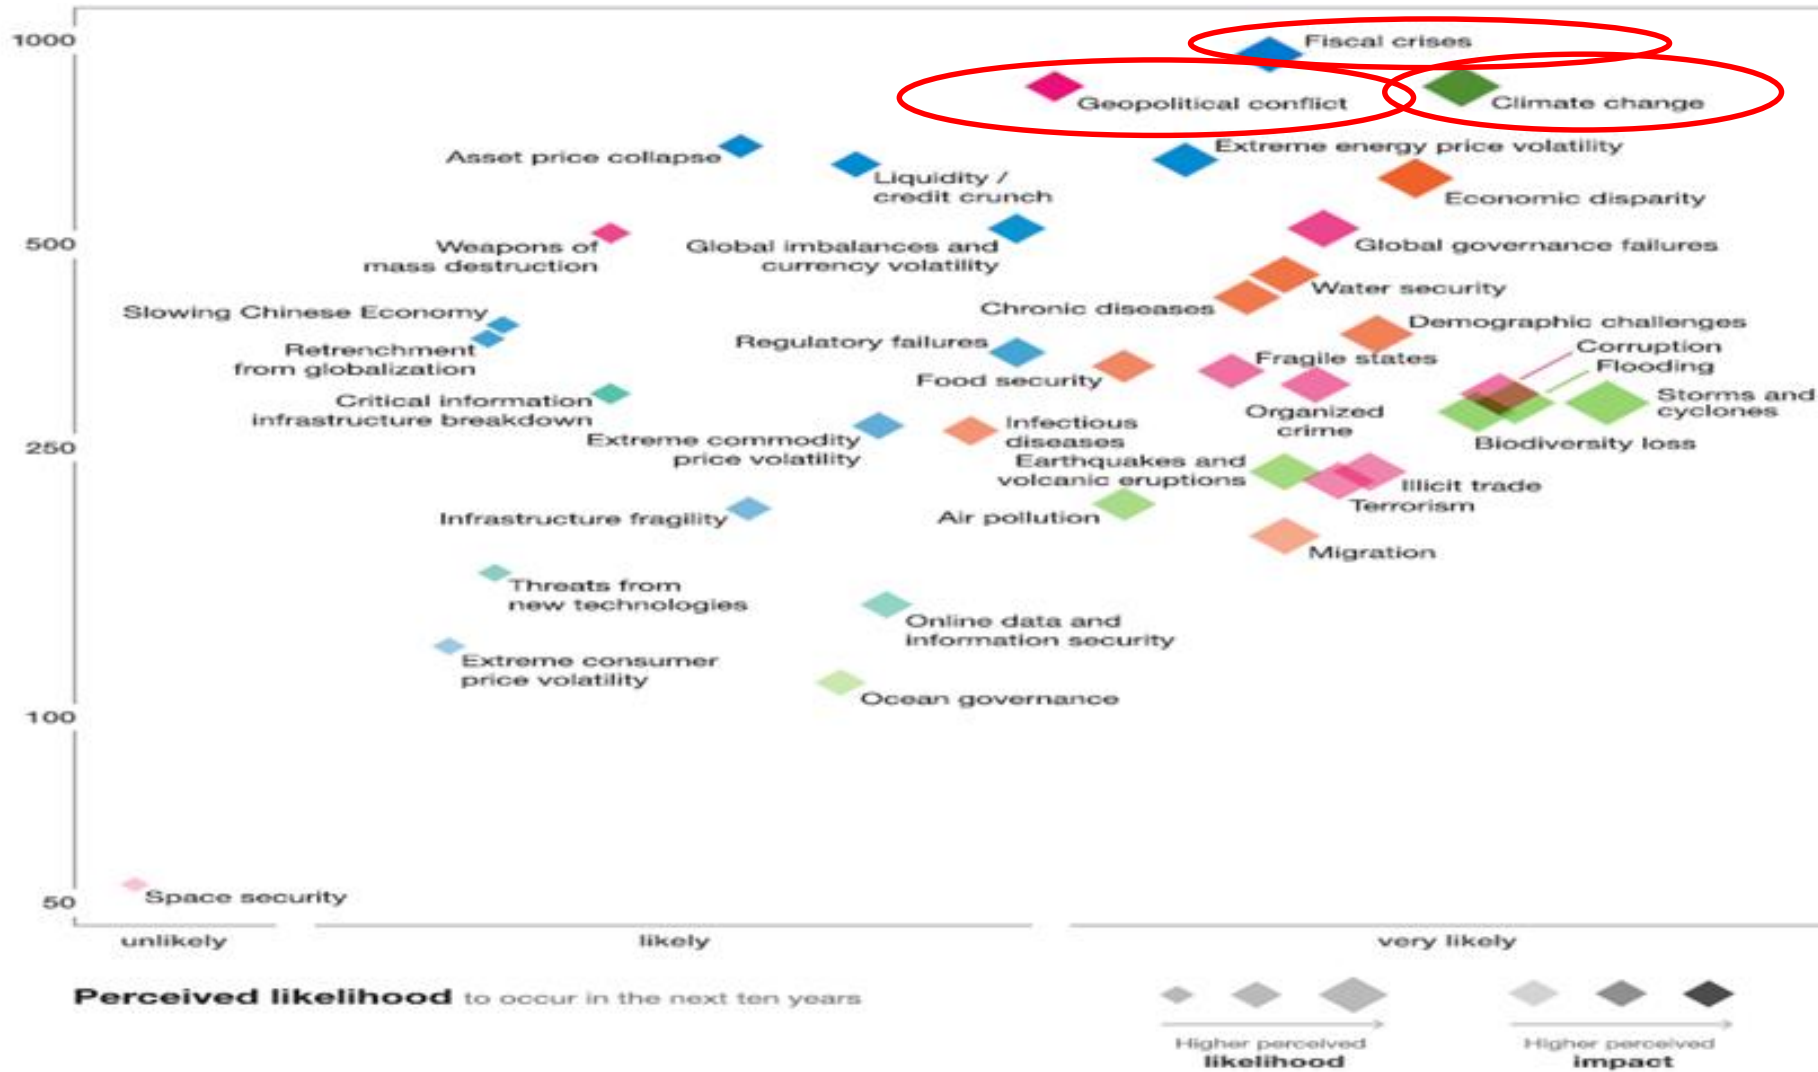 1000
Fiscal crises
Geopolitical conflict
Climate change
Asset price collapse
Extreme energy price volatility
Liquidity /
credit crunch
Economic disparity
500
Weapons of
mass destruction
Global imbalances and
currency volatility
Global governance failures
Water security
Chronic diseases
Slowing Chinese Economy
Demographic challenges
Retrenchment
from globalization
Regulatory failures
Corruption
Fragile states
Flooding
Food security
Critical information
infrastructure breakdown
Storms and
cyclones
Organized
crime
Infectious
diseases
Extreme commodity
price volatility
250
Biodiversity loss
Earthquakes and
volcanic eruptions
Illicit trade
Terrorism
Infrastructure fragility
Air pollution
Migration
Threats from
new technologies
Online data and
information security
Extreme consumer
price volatility
Ocean governance
100
50
Space security
unlikely
likely
very likely
Perceived likelihood to occur in the next ten years
Higher perceived
likelihood
Higher perceived
impact